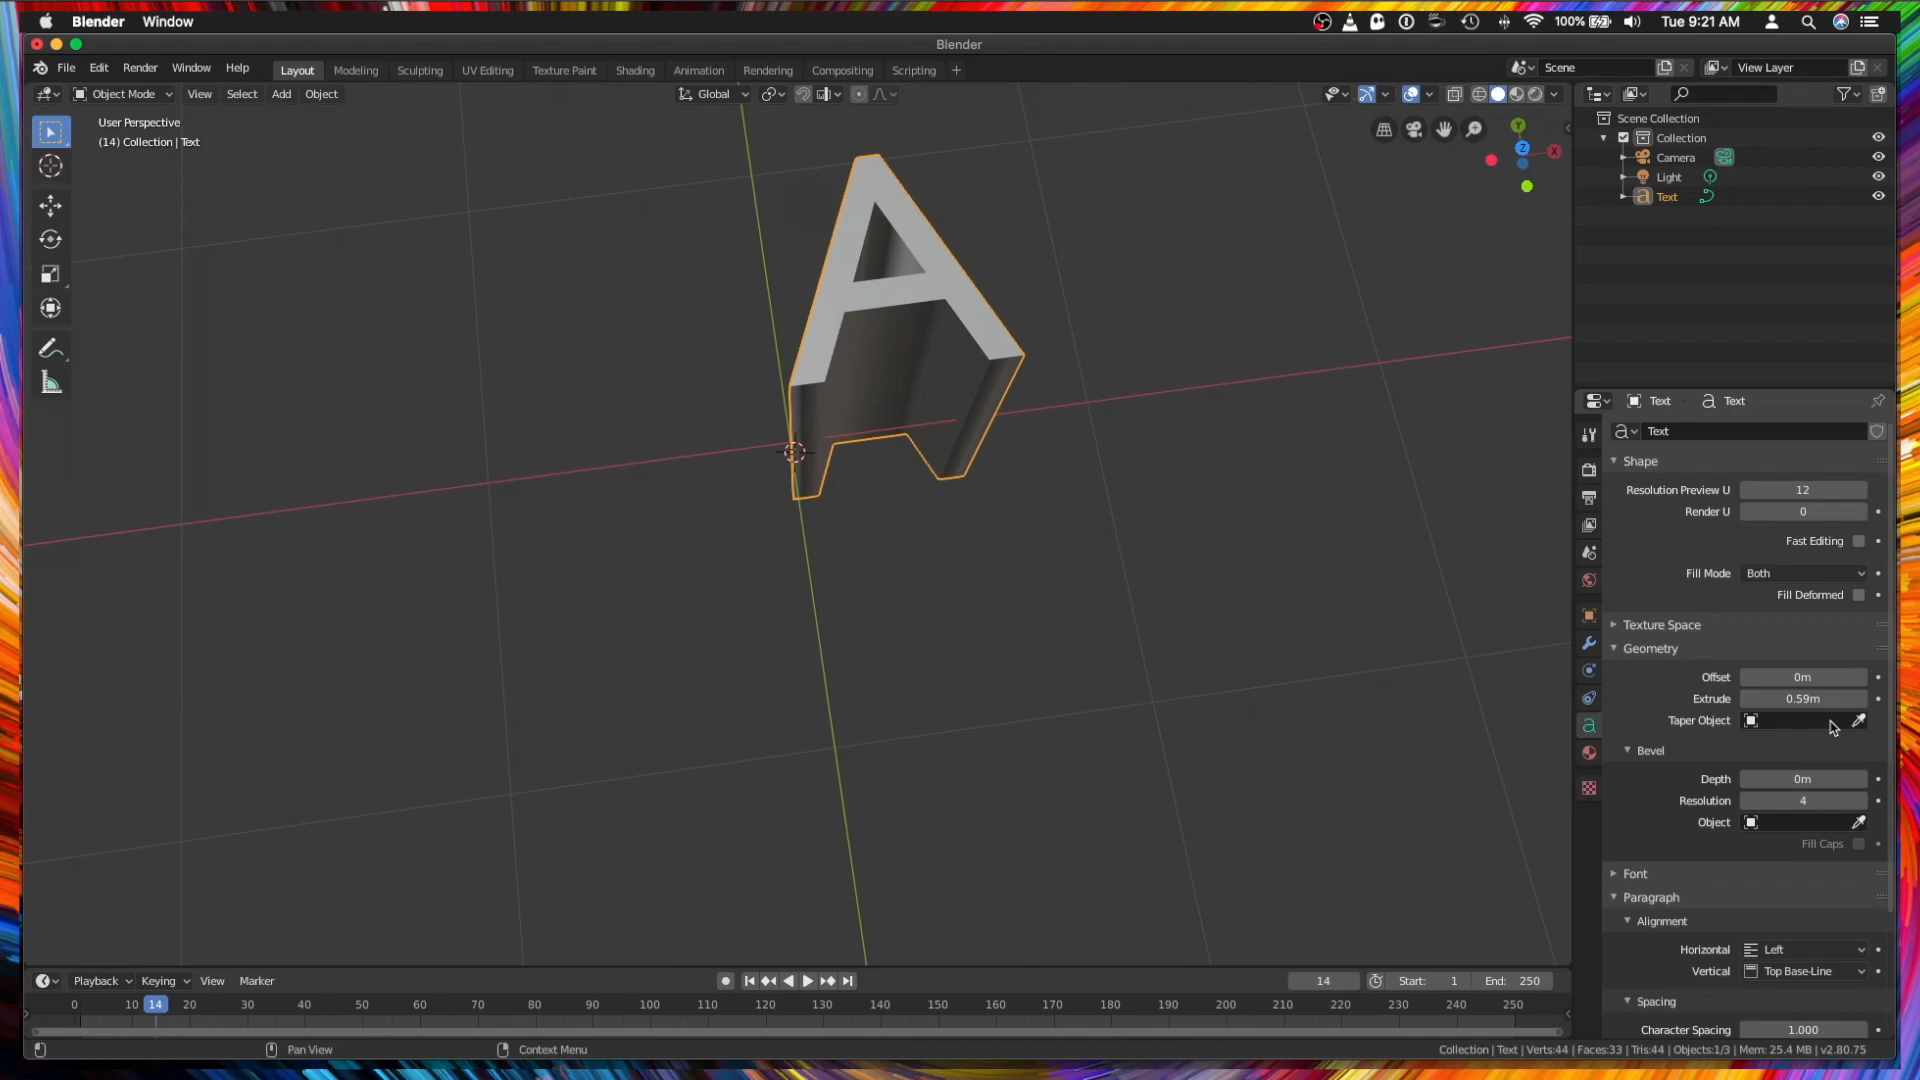 Blender Window 100% Tue 9:21 AM
Blender
File Edit Render Window Help Layout Modeling Sculpting UV Editing Texture Paint Shading Animation Rendering Compositing Scripting + Scene View Layer
Object Mode View Select Add Object Global
User Perspective
(14) Collection | Text
A
Y
Z
X
Scene Collection
Collection
Camera
Light
a Text
Text a Text
a Text
Shape
Resolution Preview U 12
Render U 0
Fast Editing
Fill Mode Both
Fill Deformed
Texture Space
Geometry
Offset 0m
Extrude 0.59m
Taper Object
Bevel
Depth 0m
Resolution 4
Object
Fill Caps
Font
Paragraph
Alignment
Horizontal Left
Vertical Top Base-Line
Spacing
Character Spacing 1.000
Playback Keying View Marker 14 Start: 1 End: 250
0 10 14 20 30 40 50 60 70 80 90 100 110 120 130 140 150 160 170 180 190 200 210 220 230 240 250
Pan View Context Menu Collection | Text | Verts:44 | Faces:33 | Tris:44 | Objects:1/3 | Mem: 25.4 MB | v2.80.75